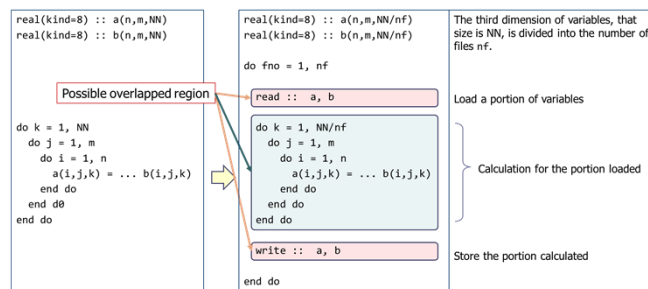 real(kind=8) :: a(n,m,NN)
real(kind=8) :: b(n,m,NN)
do k = 1, NN
do j = 1, m
do i = 1, n
a(i,j,k) = ... b(i,j,k)
end do
end d0
end do
Possible overlapped region
real(kind=8) :: a(n,m,NN/nf)
real(kind=8) :: b(n,m,NN/nf)
do fno = 1, nf
read :: a, b
do k = 1, NN/nf
do j = 1, m
do i = 1, n
a(i,j,k) = ... b(i,j,k)
end do
end do
end do
write :: a, b
end do
The third dimension of variables, that
size is NN, is divided into the number of
files nf.
Load a portion of variables
Calculation for the portion loaded
Store the portion calculated